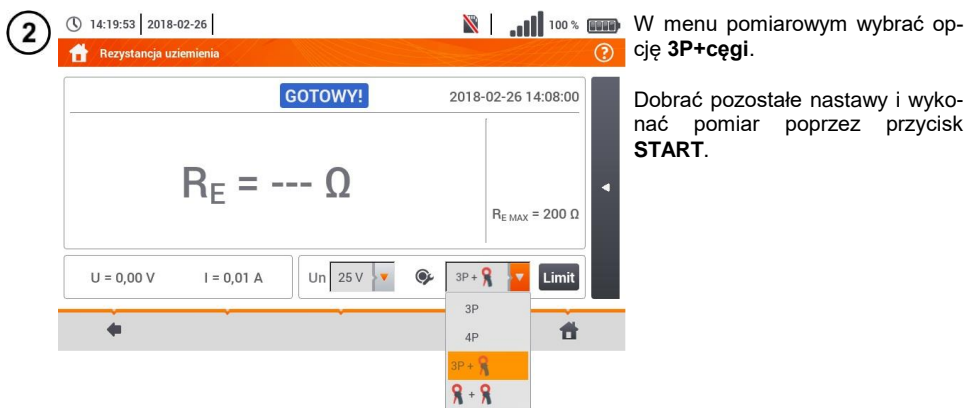 2
14:19:53 2018-02-26
100 %
Rezystancja uziemienia
?
GOTOWY! 2018-02-26 14:08:00
RE = --- Ω
RE MAX = 200 Ω
U = 0,00 V I = 0,01 A Un 25 V 3P + Limit
3P
4P
3P +
+
W menu pomiarowym wybrać op-
cję 3P+cęgi.
Dobrać pozostałe nastawy i wyko-
nać pomiar poprzez przycisk
START.